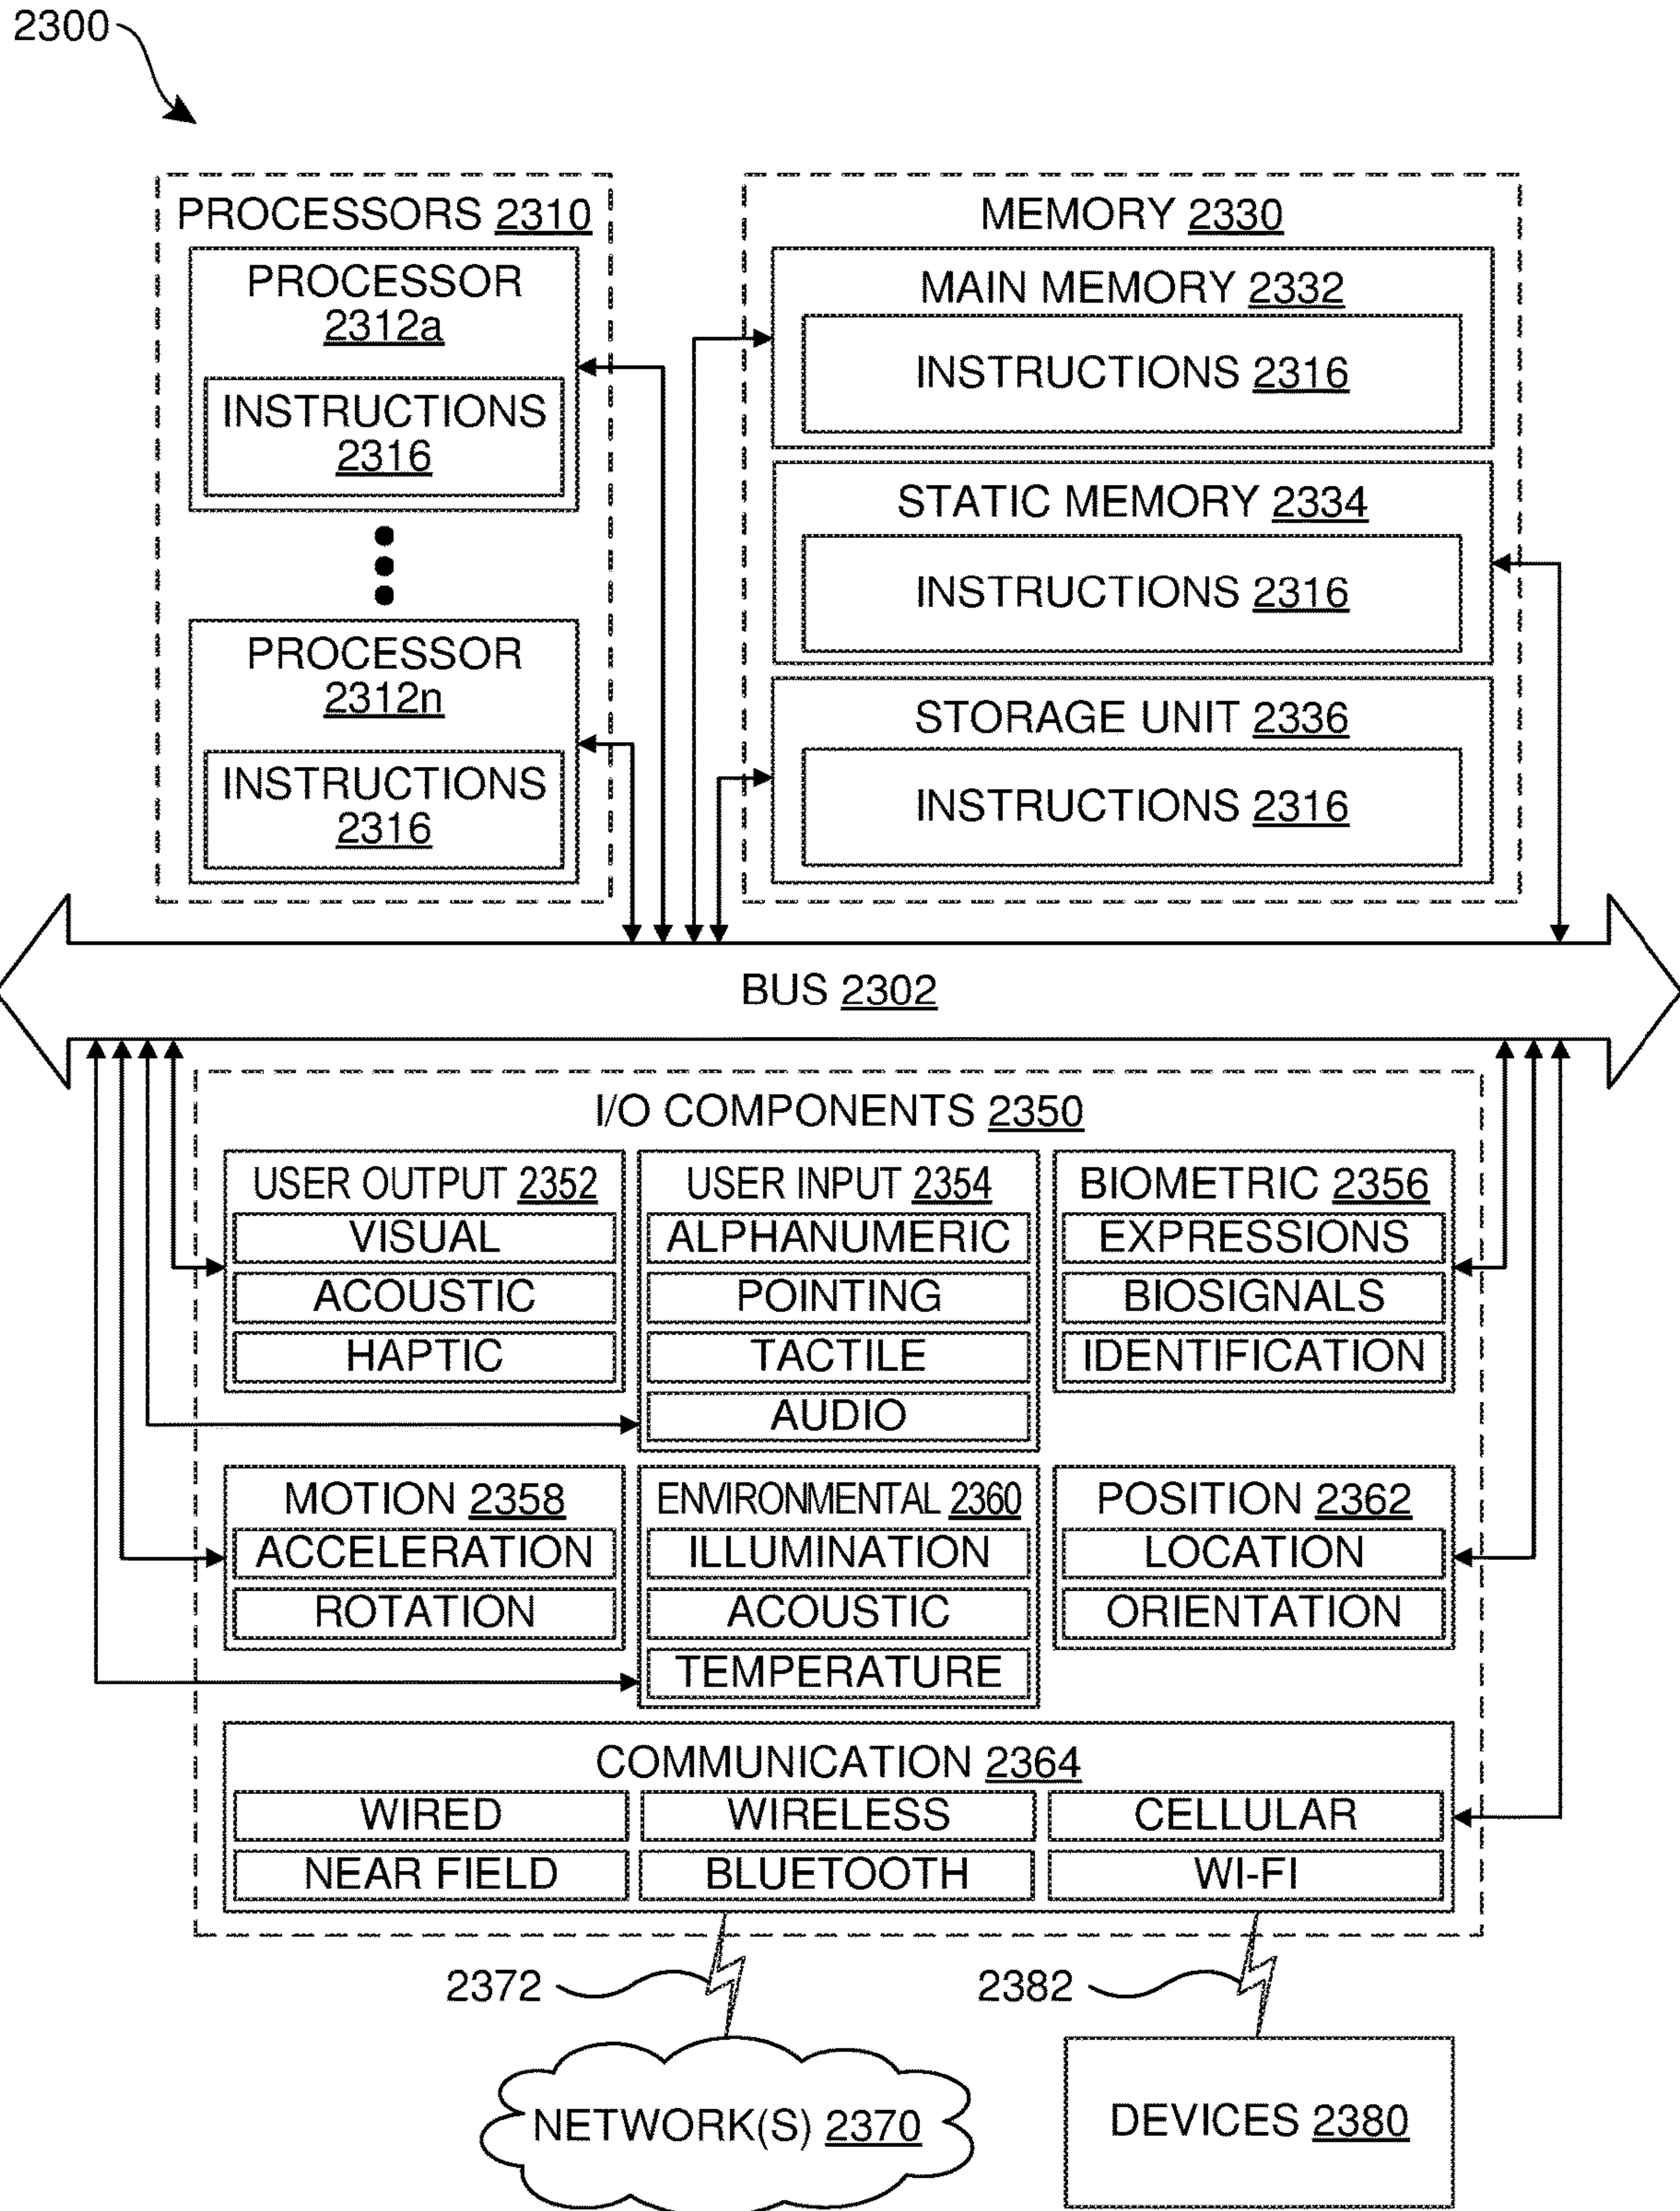 2300
PROCESSORS 2310
PROCESSOR
2312a
INSTRUCTIONS
2316
PROCESSOR
2312n
INSTRUCTIONS
2316
MEMORY 2330
MAIN MEMORY 2332
INSTRUCTIONS 2316
STATIC MEMORY 2334
INSTRUCTIONS 2316
STORAGE UNIT 2336
INSTRUCTIONS 2316
BUS 2302
I/O COMPONENTS 2350
USER OUTPUT 2352
VISUAL
ACOUSTIC
HAPTIC
USER INPUT 2354
ALPHANUMERIC
POINTING
TACTILE
AUDIO
BIOMETRIC 2356
EXPRESSIONS
BIOSIGNALS
IDENTIFICATION
MOTION 2358
ACCELERATION
ROTATION
ENVIRONMENTAL 2360
ILLUMINATION
ACOUSTIC
TEMPERATURE
POSITION 2362
LOCATION
ORIENTATION
COMMUNICATION 2364
WIRED
WIRELESS
CELLULAR
NEAR FIELD
BLUETOOTH
WI-FI
2372
2382
NETWORK(S) 2370
DEVICES 2380